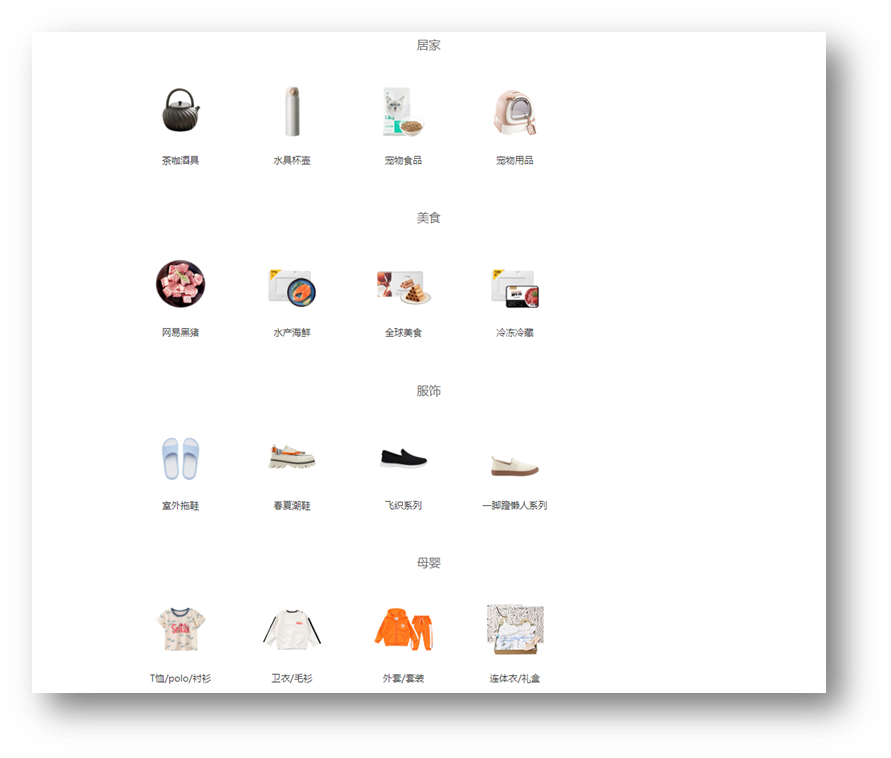 居家
茶咖酒具 水具杯壶 宠物食品 宠物用品
美食
网易黑猪 水产海鲜 全球美食 冷冻冷藏
服饰
室外拖鞋 春夏潮鞋 飞织系列 一脚蹬懒人系列
母婴
T恤/polo/衬衫 卫衣/毛衫 外套/套装 连体衣/礼盒